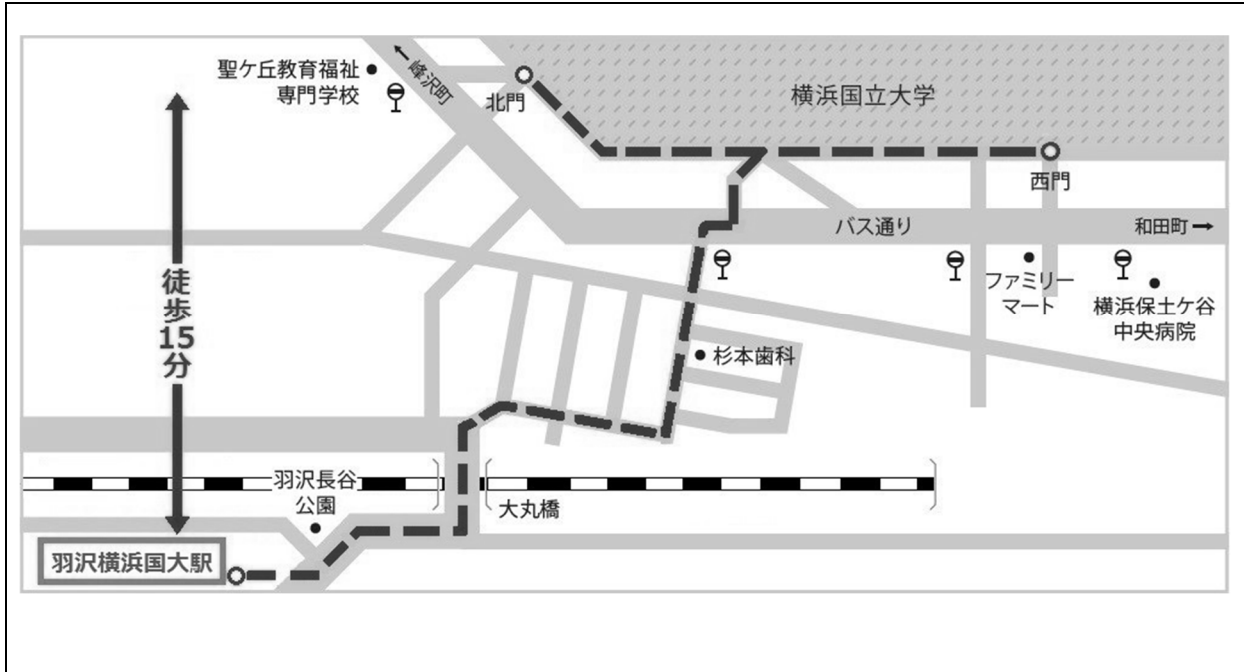 聖ケ丘教育福祉
専門学校
←峰沢町
北門
横浜国立大学
西門
バス通り
和田町→
ファミリー
マート
横浜保土ケ谷
中央病院
徒歩15分
杉本歯科
羽沢長谷
公園
大丸橋
羽沢横浜国大駅